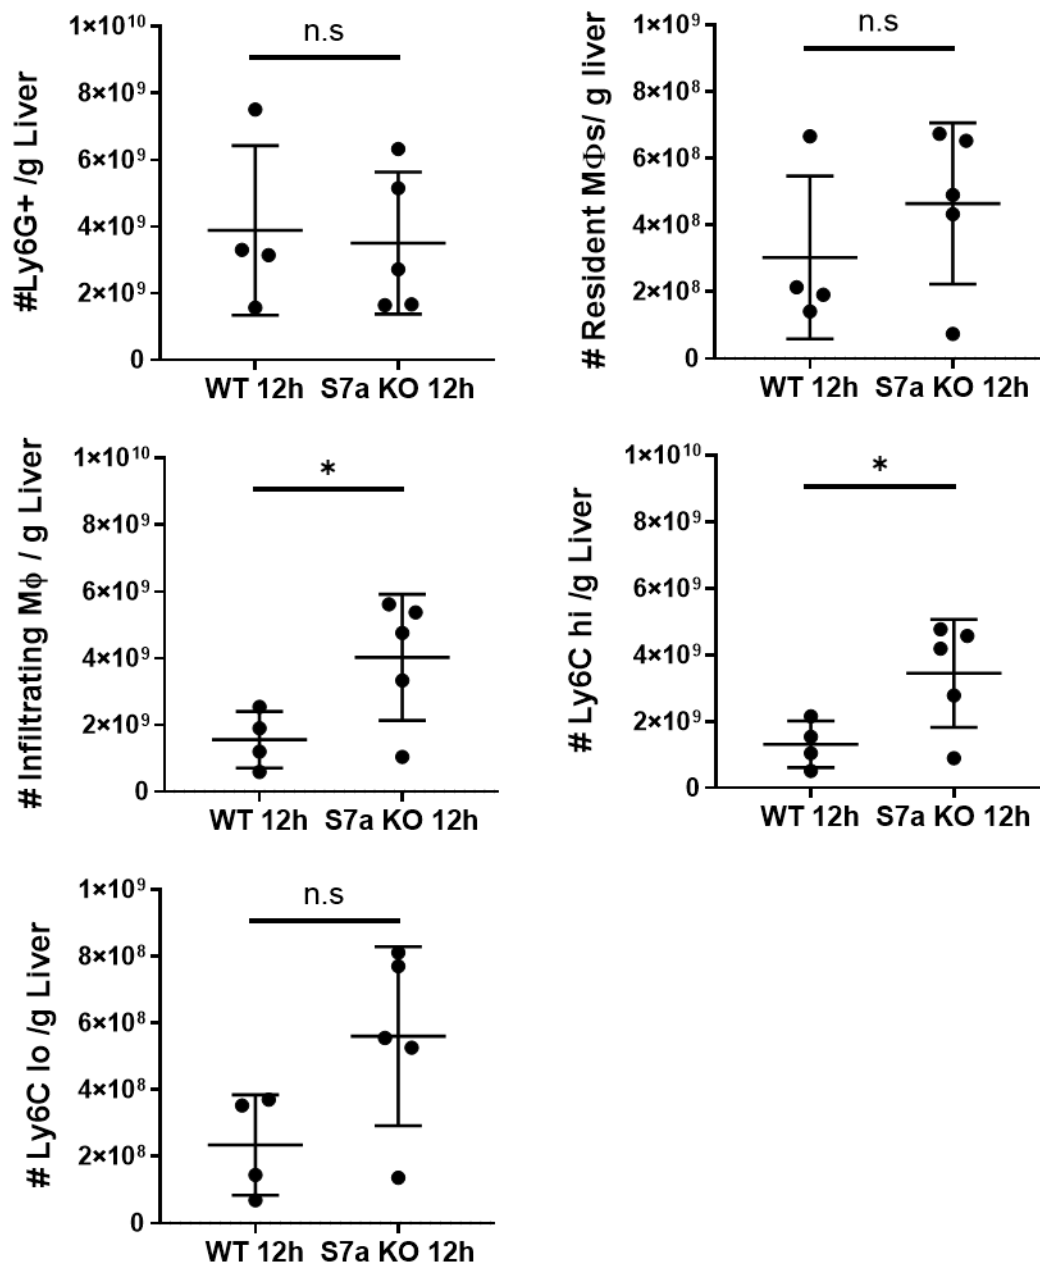 #Ly6G+ /g Liver
1×10¹⁰
8×10⁹
6×10⁹
4×10⁹
2×10⁹
0
n.s
WT 12h S7a KO 12h
# Resident MΦs/ g liver
1×10⁹
8×10⁸
6×10⁸
4×10⁸
2×10⁸
0
n.s
WT 12h S7a KO 12h
# Infiltrating Mϕ / g Liver
1×10¹⁰
8×10⁹
6×10⁹
4×10⁹
2×10⁹
0
*
WT 12h S7a KO 12h
# Ly6C hi /g Liver
1×10¹⁰
8×10⁹
6×10⁹
4×10⁹
2×10⁹
0
*
WT 12h S7a KO 12h
# Ly6C lo /g Liver
1×10⁹
8×10⁸
6×10⁸
4×10⁸
2×10⁸
0
n.s
WT 12h S7a KO 12h